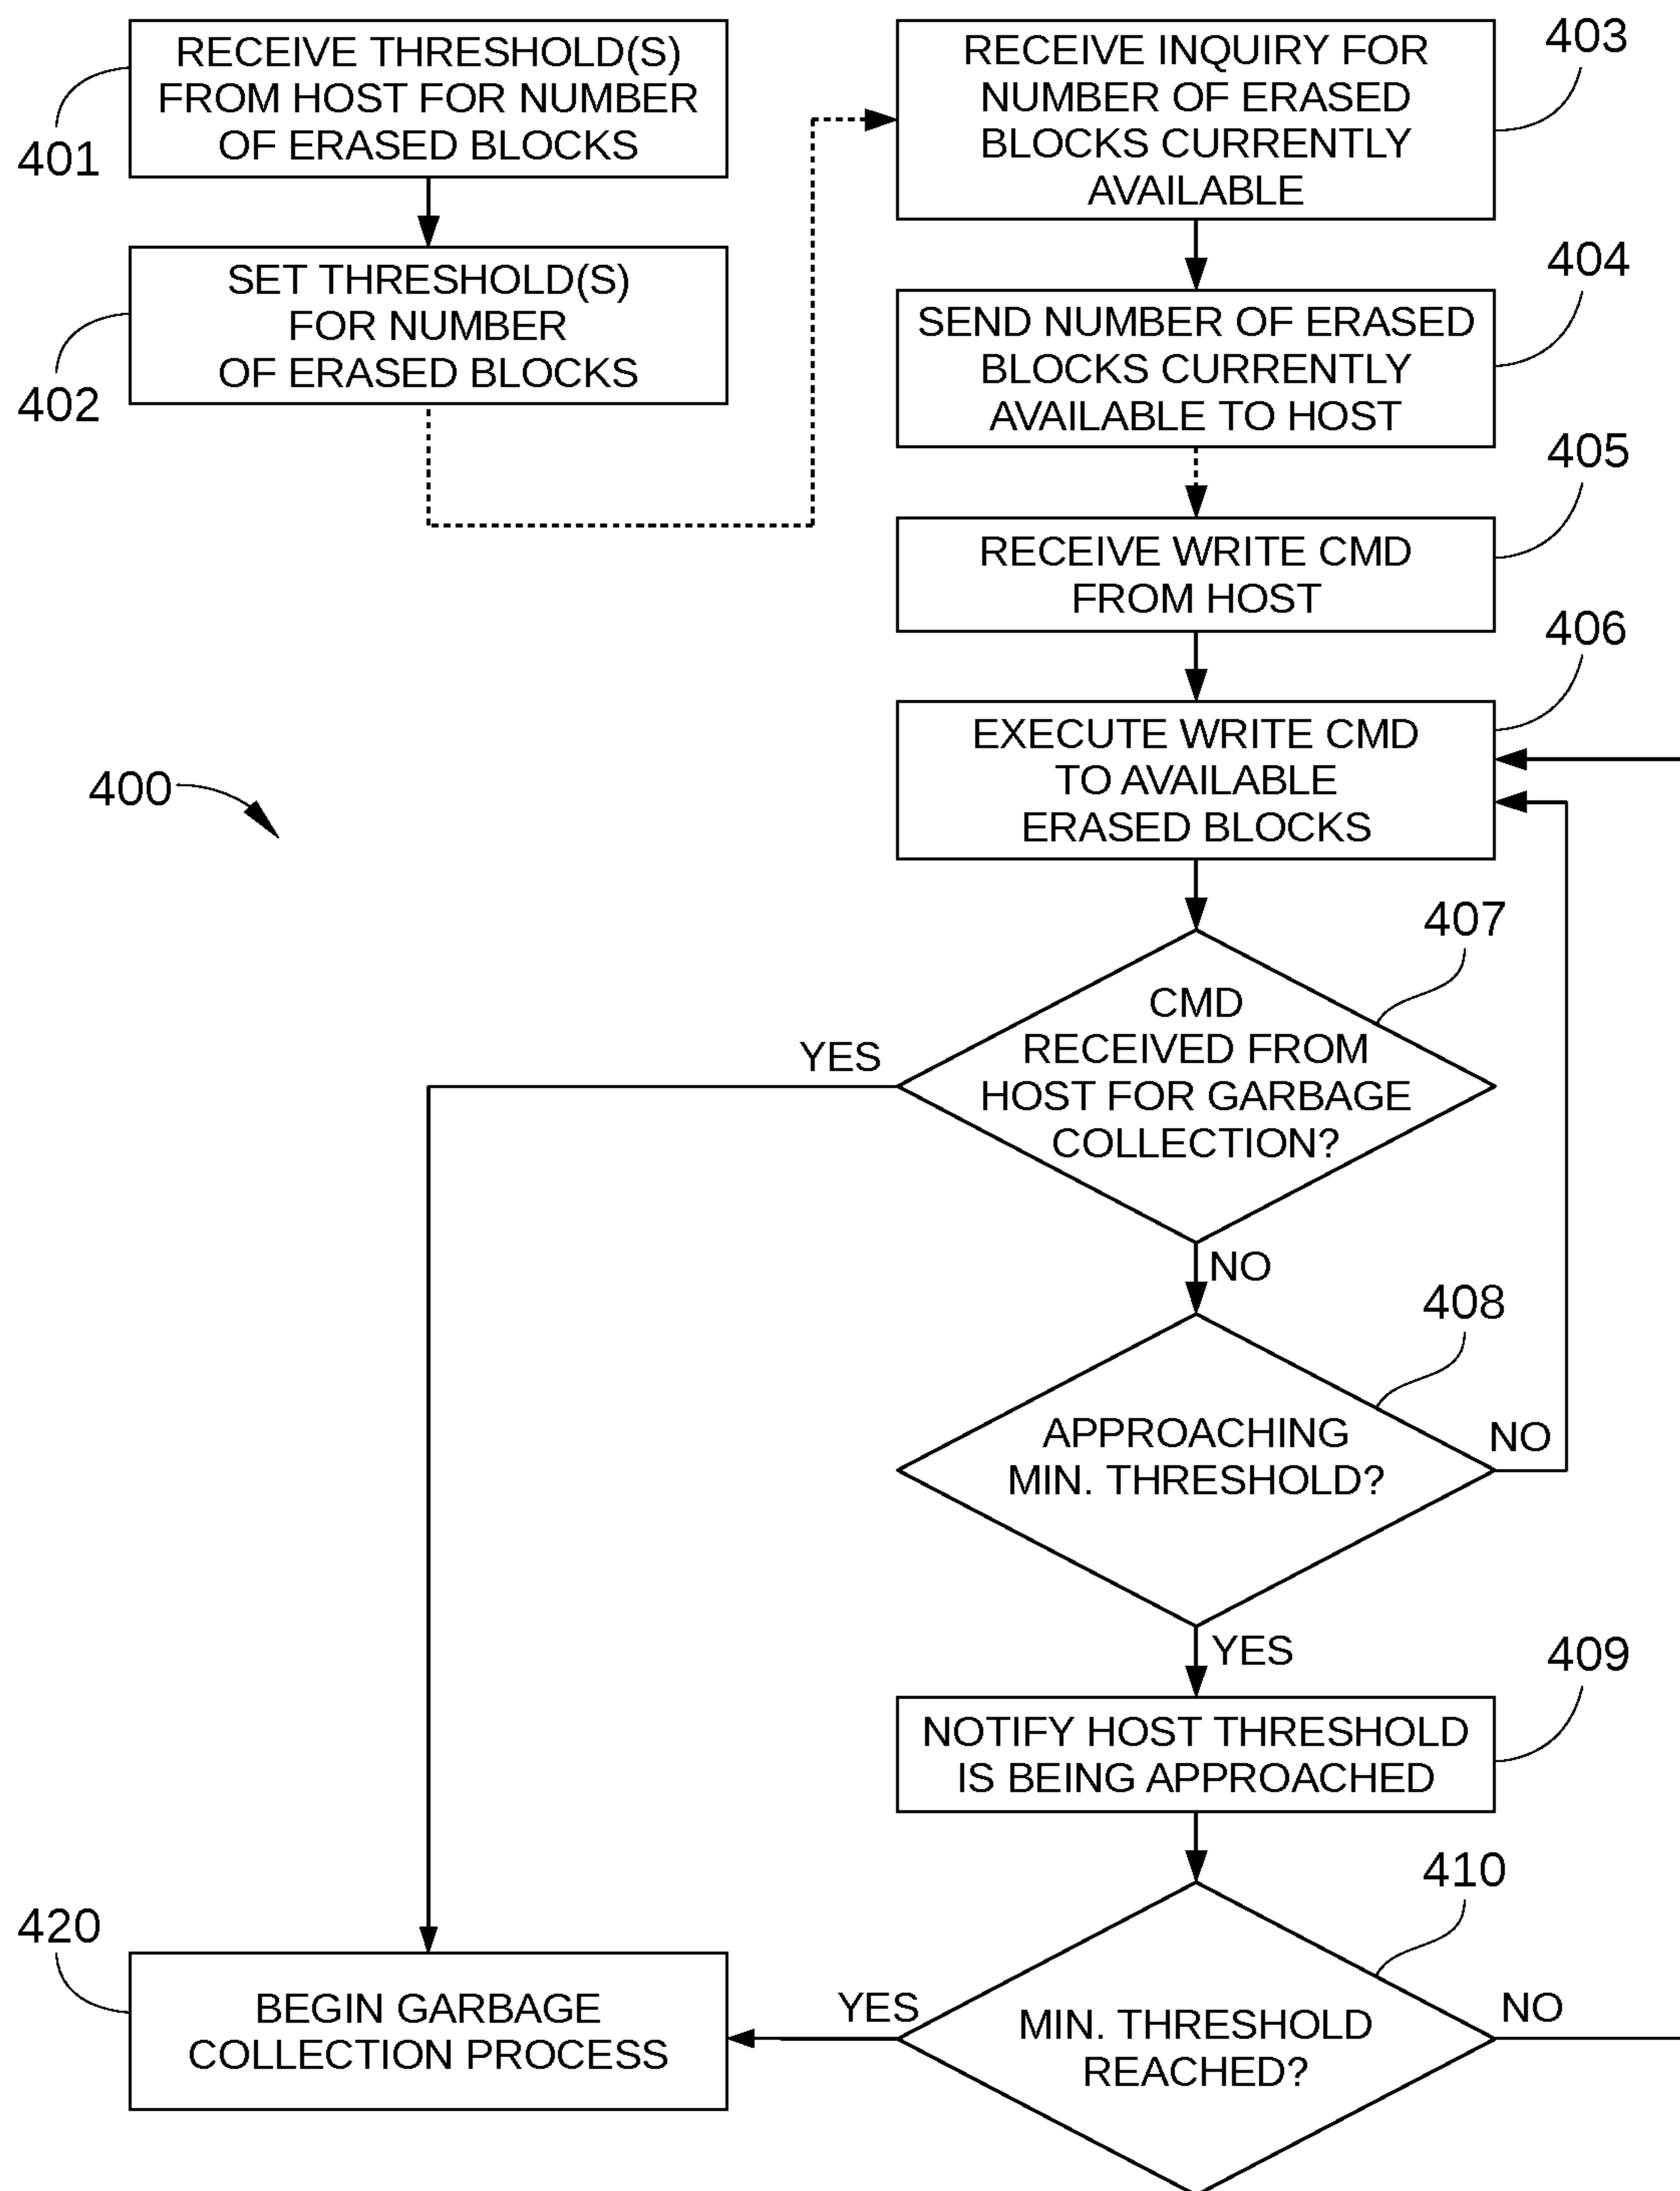 RECEIVE THRESHOLD(S)
FROM HOST FOR NUMBER
OF ERASED BLOCKS
401
SET THRESHOLD(S)
FOR NUMBER
OF ERASED BLOCKS
402
RECEIVE INQUIRY FOR
NUMBER OF ERASED
BLOCKS CURRENTLY
AVAILABLE
403
SEND NUMBER OF ERASED
BLOCKS CURRENTLY
AVAILABLE TO HOST
404
RECEIVE WRITE CMD
FROM HOST
405
EXECUTE WRITE CMD
TO AVAILABLE
ERASED BLOCKS
406
400
CMD
RECEIVED FROM
HOST FOR GARBAGE
COLLECTION?
407
YES
NO
APPROACHING
MIN. THRESHOLD?
408
NO
YES
NOTIFY HOST THRESHOLD
IS BEING APPROACHED
409
MIN. THRESHOLD
REACHED?
410
YES
NO
BEGIN GARBAGE
COLLECTION PROCESS
420